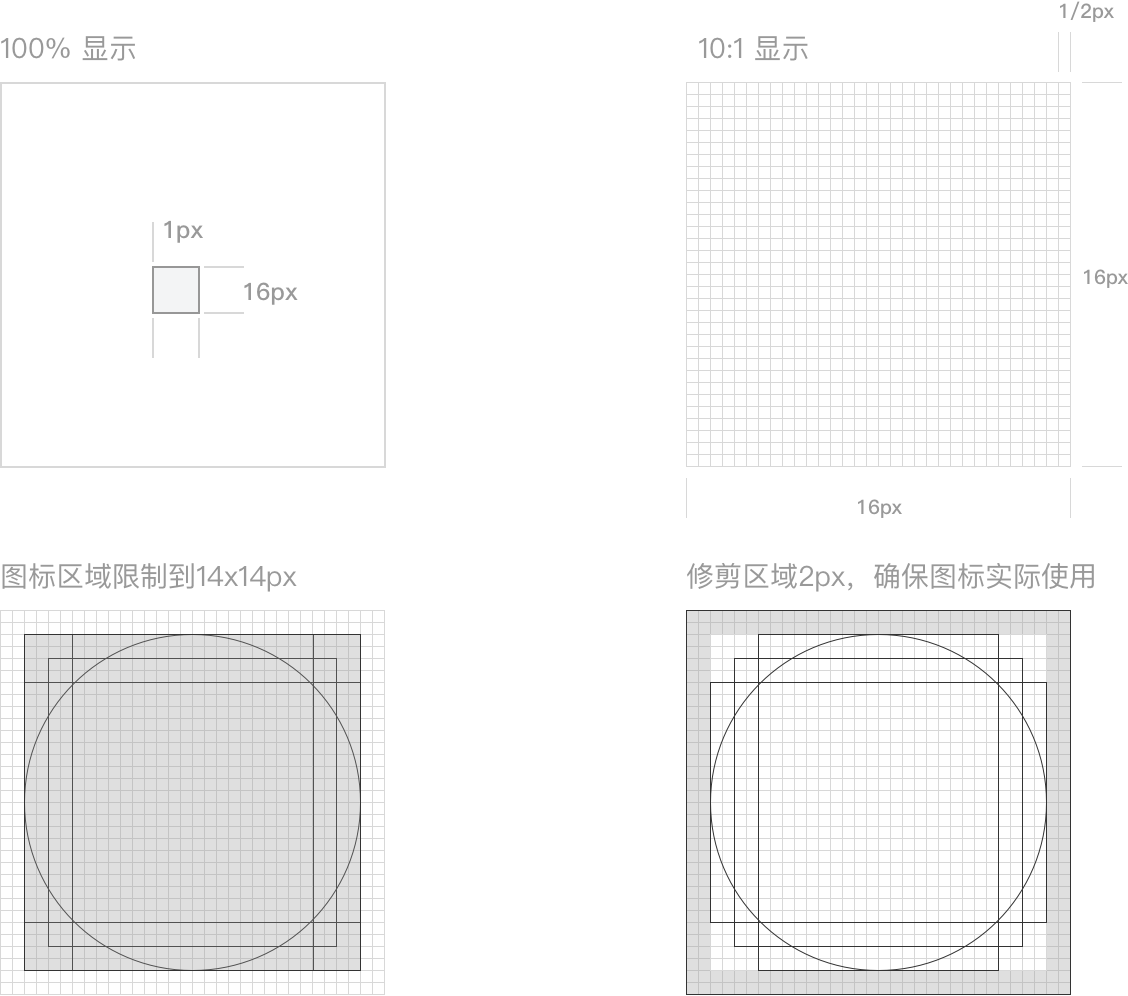 1/2px
100% 显示
10:1 显示
1px
16px
16px
16px
图标区域限制到14x14px
修剪区域2px，确保图标实际使用